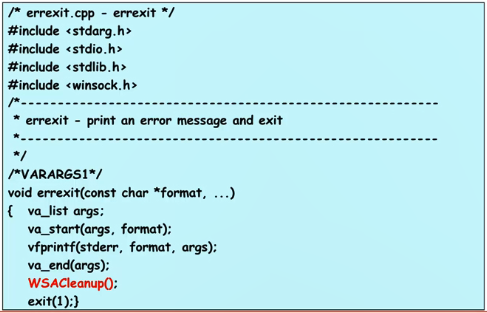 /* errexit.cpp - errexit */
#include <stdarg.h>
#include <stdio.h>
#include <stdlib.h>
#include <winsock.h>
/*----------------------------------------------------------
 * errexit - print an error message and exit
 *----------------------------------------------------------
 */
/*VARARGS1*/
void errexit(const char *format, ...)
{   va_list args;
    va_start(args, format);
    vfprintf(stderr, format, args);
    va_end(args);
    WSACleanup();
    exit(1);}